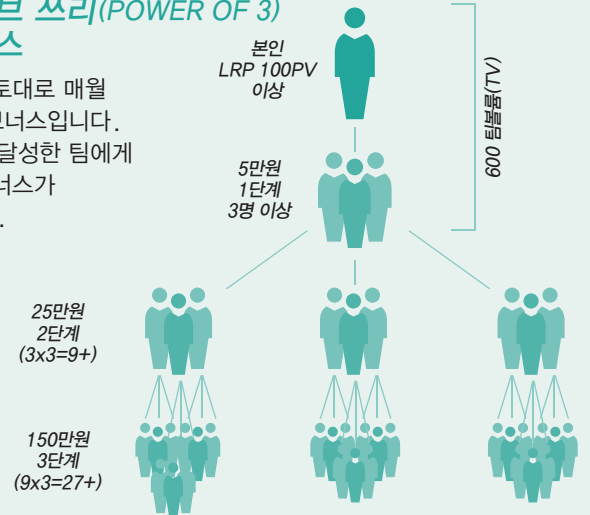 브 쓰리(POWER OF 3)
스
토대로 매월
너스입니다.
달성한 팀에게
너스가
본인
LRP 100PV
이상
600 팀볼륨(TV)
5만원
1단계
3명 이상
25만원
2단계
(3x3=9+)
150만원
3단계
(9x3=27+)